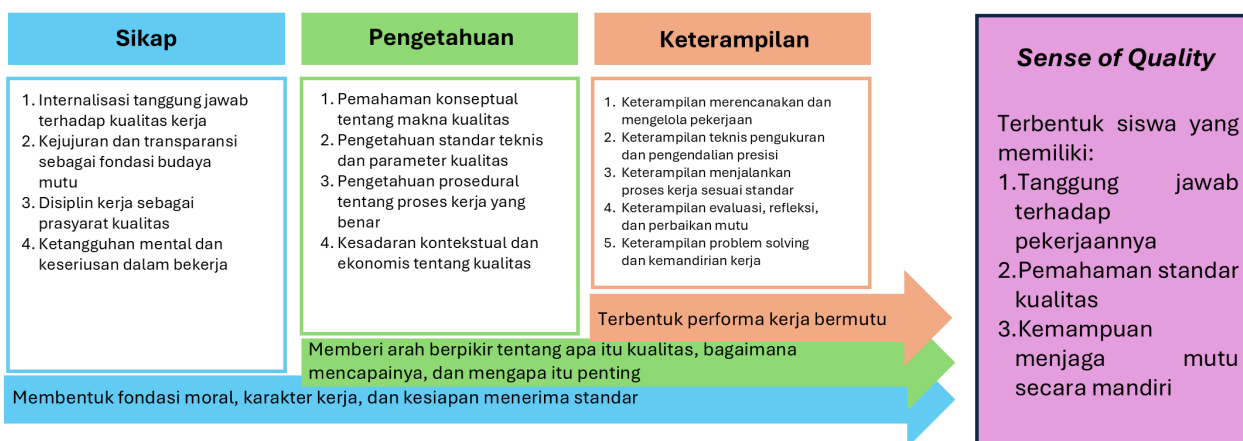 Sikap
1. Internalisasi tanggung jawab
terhadap kualitas kerja
2. Kejujuran dan transparansi
sebagai fondasi budaya
mutu
3. Disiplin kerja sebagai
prasyarat kualitas
4. Ketangguhan mental dan
keseriusan dalam bekerja
Pengetahuan
1. Pemahaman konseptual
tentang makna kualitas
2. Pengetahuan standar teknis
dan parameter kualitas
3. Pengetahuan prosedural
tentang proses kerja yang
benar
4. Kesadaran kontekstual dan
ekonomis tentang kualitas
Keterampilan
1. Keterampilan merencanakan dan
mengelola pekerjaan
2. Keterampilan teknis pengukuran
dan pengendalian presisi
3. Keterampilan menjalankan
proses kerja sesuai standar
4. Keterampilan evaluasi, refleksi,
dan perbaikan mutu
5. Keterampilan problem solving
dan kemandirian kerja
Terbentuk performa kerja bermutu
Memberi arah berpikir tentang apa itu kualitas, bagaimana
mencapainya, dan mengapa itu penting
Membentuk fondasi moral, karakter kerja, dan kesiapan menerima standar
Sense of Quality
Terbentuk siswa yang
memiliki:
1.Tanggung jawab
terhadap
pekerjaannya
2.Pemahaman standar
kualitas
3.Kemampuan
menjaga mutu
secara mandiri